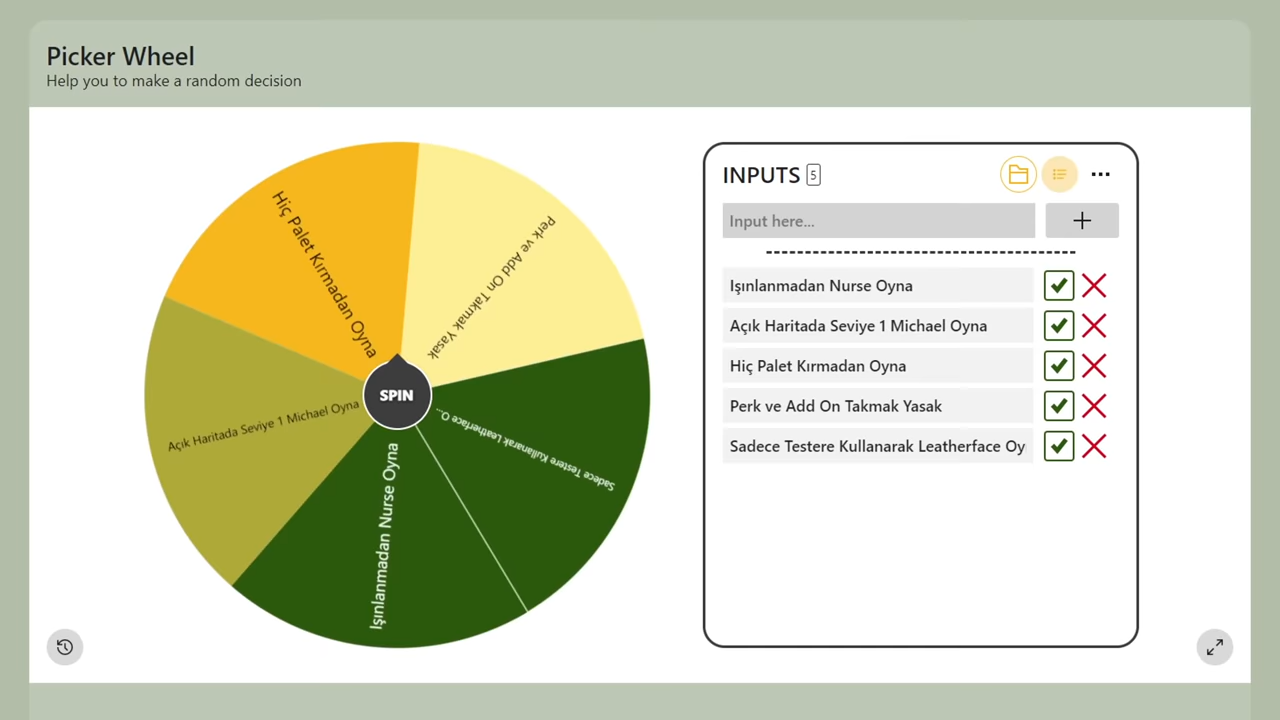 Picker Wheel
Help you to make a random decision
Hiç Palet Kırmadan Oyna
Perk ve Add On Takmak Yasak
Açık Haritada Seviye 1 Michael Oyna
SPIN
Sadece Testere Kullanarak Leatherface O...
Işınlanmadan Nurse Oyna
INPUTS 5
Input here...
Işınlanmadan Nurse Oyna
Açık Haritada Seviye 1 Michael Oyna
Hiç Palet Kırmadan Oyna
Perk ve Add On Takmak Yasak
Sadece Testere Kullanarak Leatherface Oy